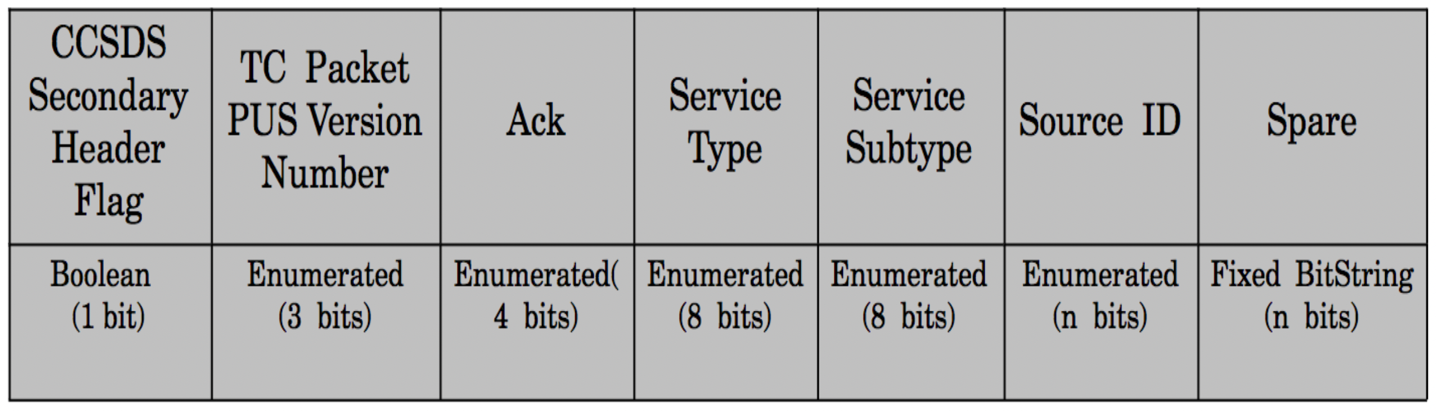 CCSDS
Secondary
Header
Flag
TC Packet
PUS Version
Number
Ack
Service
Type
Service
Subtype
Source ID
Spare
Boolean
(1 bit)
Enumerated
(3 bits)
Enumerated(
4 bits)
Enumerated
(8 bits)
Enumerated
(8 bits)
Enumerated
(n bits)
Fixed BitString
(n bits)